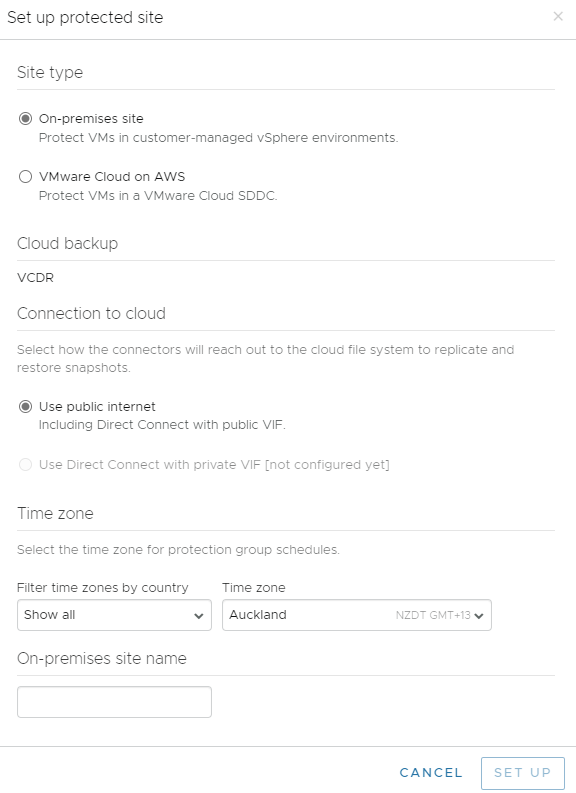 Set up protected site
Site type
On-premises site
Protect VMs in customer-managed vSphere environments.
VMware Cloud on AWS
Protect VMs in a VMware Cloud SDDC.
Cloud backup
VCDR
Connection to cloud
Select how the connectors will reach out to the cloud file system to replicate and
restore snapshots.
Use public internet
Including Direct Connect with public VIF.
Use Direct Connect with private VIF [not configured yet]
Time zone
Select the time zone for protection group schedules.
Filter time zones by country Time zone
Show all Auckland NZDT GMT+13
On-premises site name
CANCEL SET UP